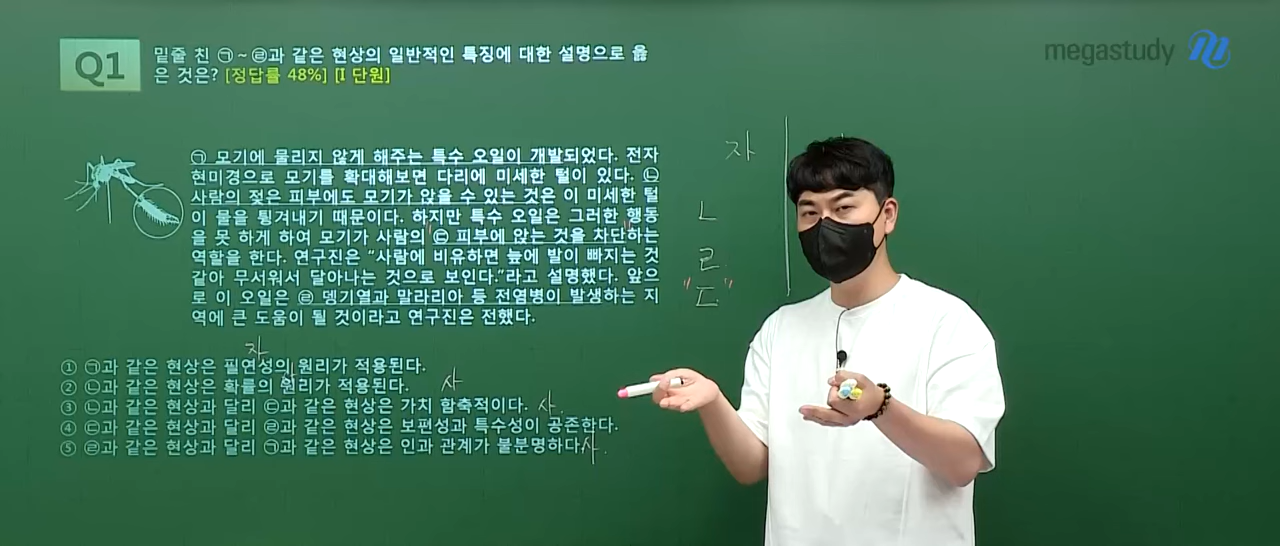 Q1
밑줄 친 ㉠~㉣과 같은 현상의 일반적인 특징에 대한 설명으로 옳
은 것은? [정답률 48%] [I 단원]
megastudy
㉠ 모기에 물리지 않게 해주는 특수 오일이 개발되었다. 전자
현미경으로 모기를 확대해보면 다리에 미세한 털이 있다. ㉡
사람의 젖은 피부에도 모기가 앉을 수 있는 것은 이 미세한 털
이 물을 튕겨내기 때문이다. 하지만 특수 오일은 그러한 행동
을 못 하게 하여 모기가 사람의 ㉢ 피부에 앉는 것을 차단하는
역할을 한다. 연구진은 “사람에 비유하면 늪에 발이 빠지는 것
같아 무서워서 달아나는 것으로 보인다.”라고 설명했다. 앞으
로 이 오일은 ㉣ 뎅기열과 말라리아 등 전염병이 발생하는 지
역에 큰 도움이 될 것이라고 연구진은 전했다.
자
ㄴ
ㄹ
"ㄷ"
자
① ㉠과 같은 현상은 필연성의 원리가 적용된다.
② ㉡과 같은 현상은 확률의 원리가 적용된다. 사
③ ㉡과 같은 현상과 달리 ㉢과 같은 현상은 가치 함축적이다. 사.
④ ㉢과 같은 현상과 달리 ㉣과 같은 현상은 보편성과 특수성이 공존한다.
⑤ ㉣과 같은 현상과 달리 ㉠과 같은 현상은 인과 관계가 불분명하다. 사.